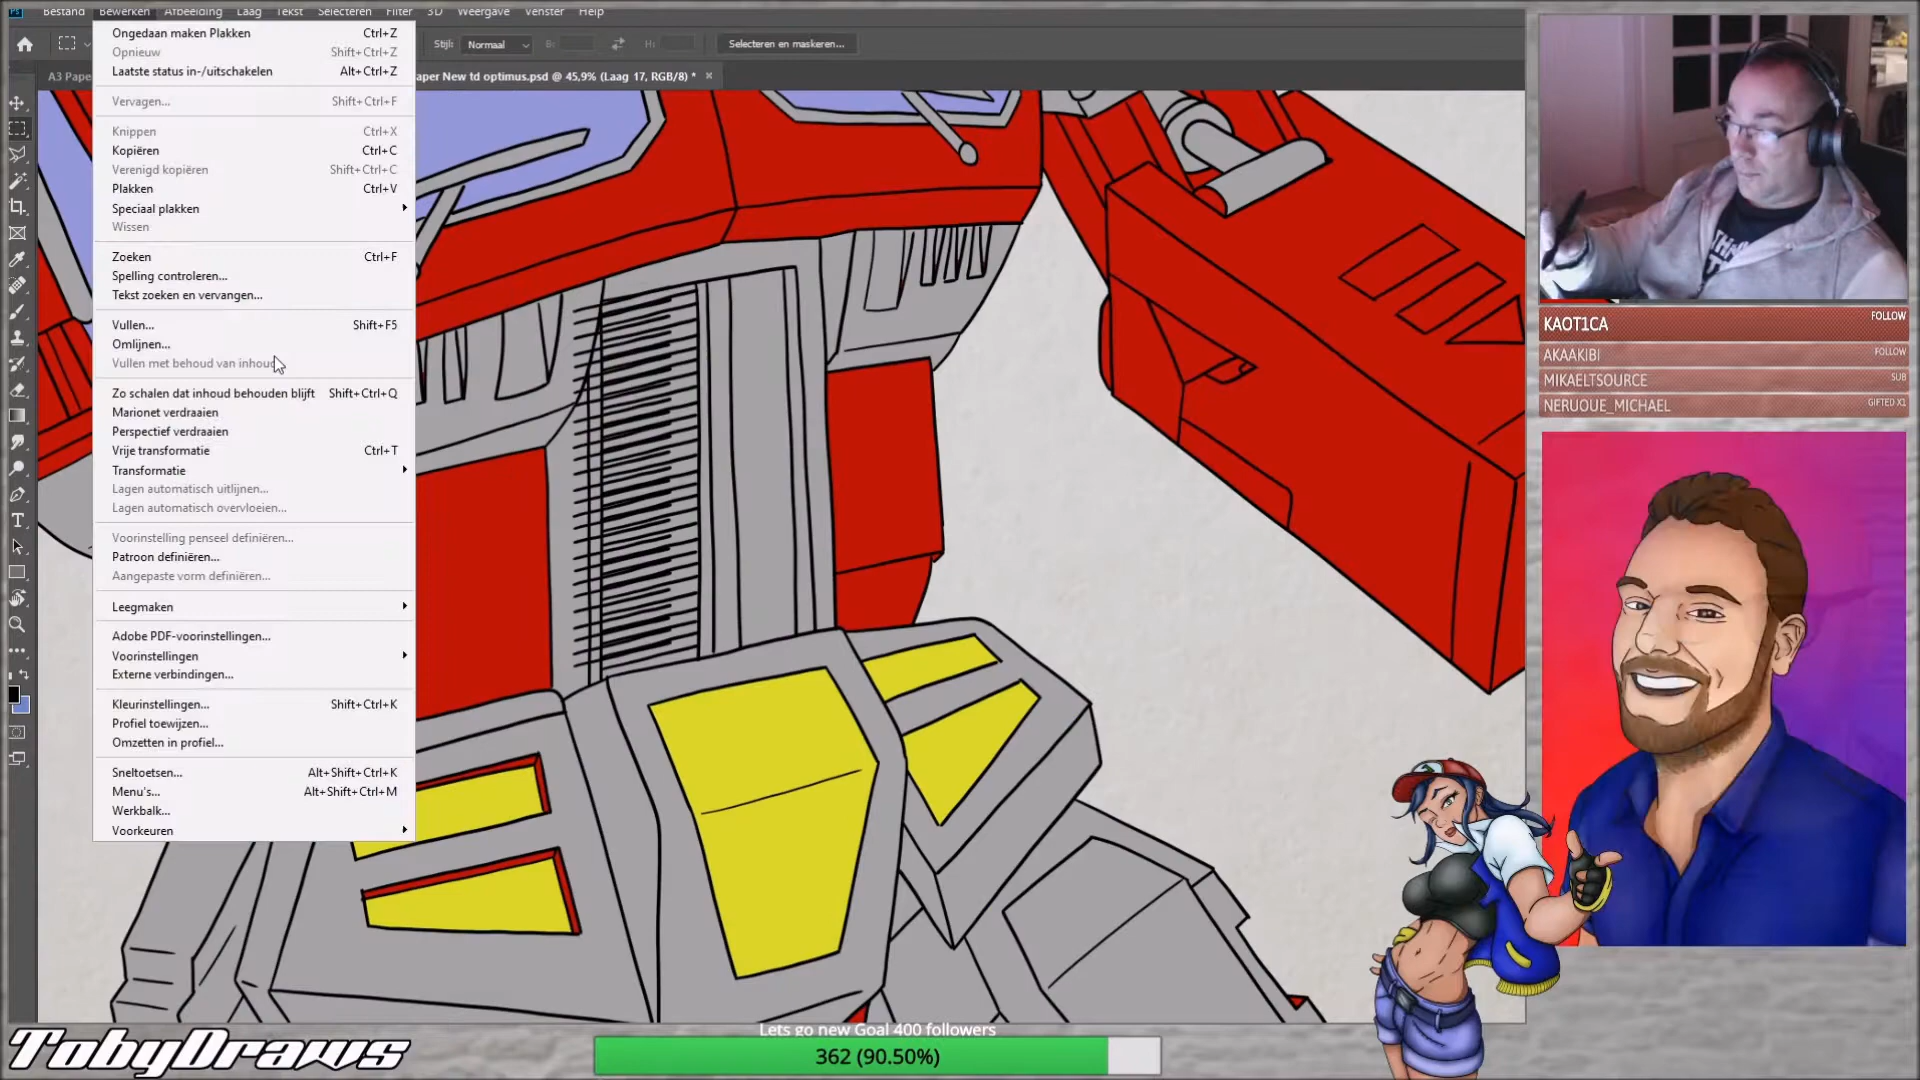 Ps Bestand Bewerken Afbeelding Laag Tekst Selecteren Filter 3D Weergave Venster Help
Stijl: Normaal B: H: Selecteren en maskeren...
A3 Pape
aper New td optimus.psd @ 45,9% (Laag 17, RGB/8) *
Ongedaan maken Plakken Ctrl+Z
Opnieuw Shift+Ctrl+Z
Laatste status in-/uitschakelen Alt+Ctrl+Z
Vervagen... Shift+Ctrl+F
Knippen Ctrl+X
Kopiëren Ctrl+C
Verenigd kopiëren Shift+Ctrl+C
Plakken Ctrl+V
Speciaal plakken
Wissen
Zoeken Ctrl+F
Spelling controleren...
Tekst zoeken en vervangen...
Vullen... Shift+F5
Omlijnen...
Vullen met behoud van inhoud
Zo schalen dat inhoud behouden blijft Shift+Ctrl+Q
Marionet verdraaien
Perspectief verdraaien
Vrije transformatie Ctrl+T
Transformatie
Lagen automatisch uitlijnen...
Lagen automatisch overvloeien...
Voorinstelling penseel definiëren...
Patroon definiëren...
Aangepaste vorm definiëren...
Leegmaken
Adobe PDF-voorinstellingen...
Voorinstellingen
Externe verbindingen...
Kleurinstellingen... Shift+Ctrl+K
Profiel toewijzen...
Omzetten in profiel...
Sneltoetsen... Alt+Shift+Ctrl+K
Menu's... Alt+Shift+Ctrl+M
Werkbalk...
Voorkeuren
KAOT1CA FOLLOW
AKAAKIBI FOLLOW
MIKAELTSOURCE SUB
NERUOUE_MICHAEL GIFTED X1
TobyDraws
Lets go new Goal 400 followers
362 (90.50%)